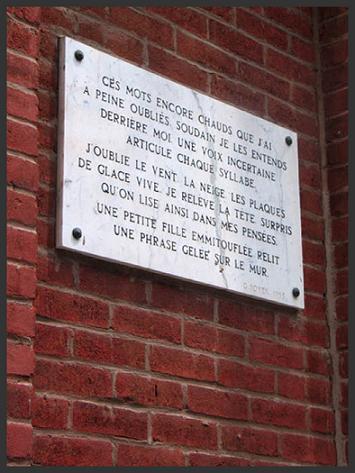 CES MOTS ENCORE CHAUDS QUE J'AI
A PEINE OUBLIÉS, SOUDAIN JE LES ENTENDS
DERRIÈRE MOI. UNE VOIX INCERTAINE
ARTICULE CHAQUE SYLLABE.
J'OUBLIE LE VENT, LA NEIGE, LES PLAQUES
DE GLACE VIVE. JE RELÈVE LA TÊTE, SURPRIS
QU'ON LISE AINSI DANS MES PENSÉES.
UNE PETITE FILLE EMMITOUFLÉE RELIT
UNE PHRASE GELÉE SUR LE MUR.